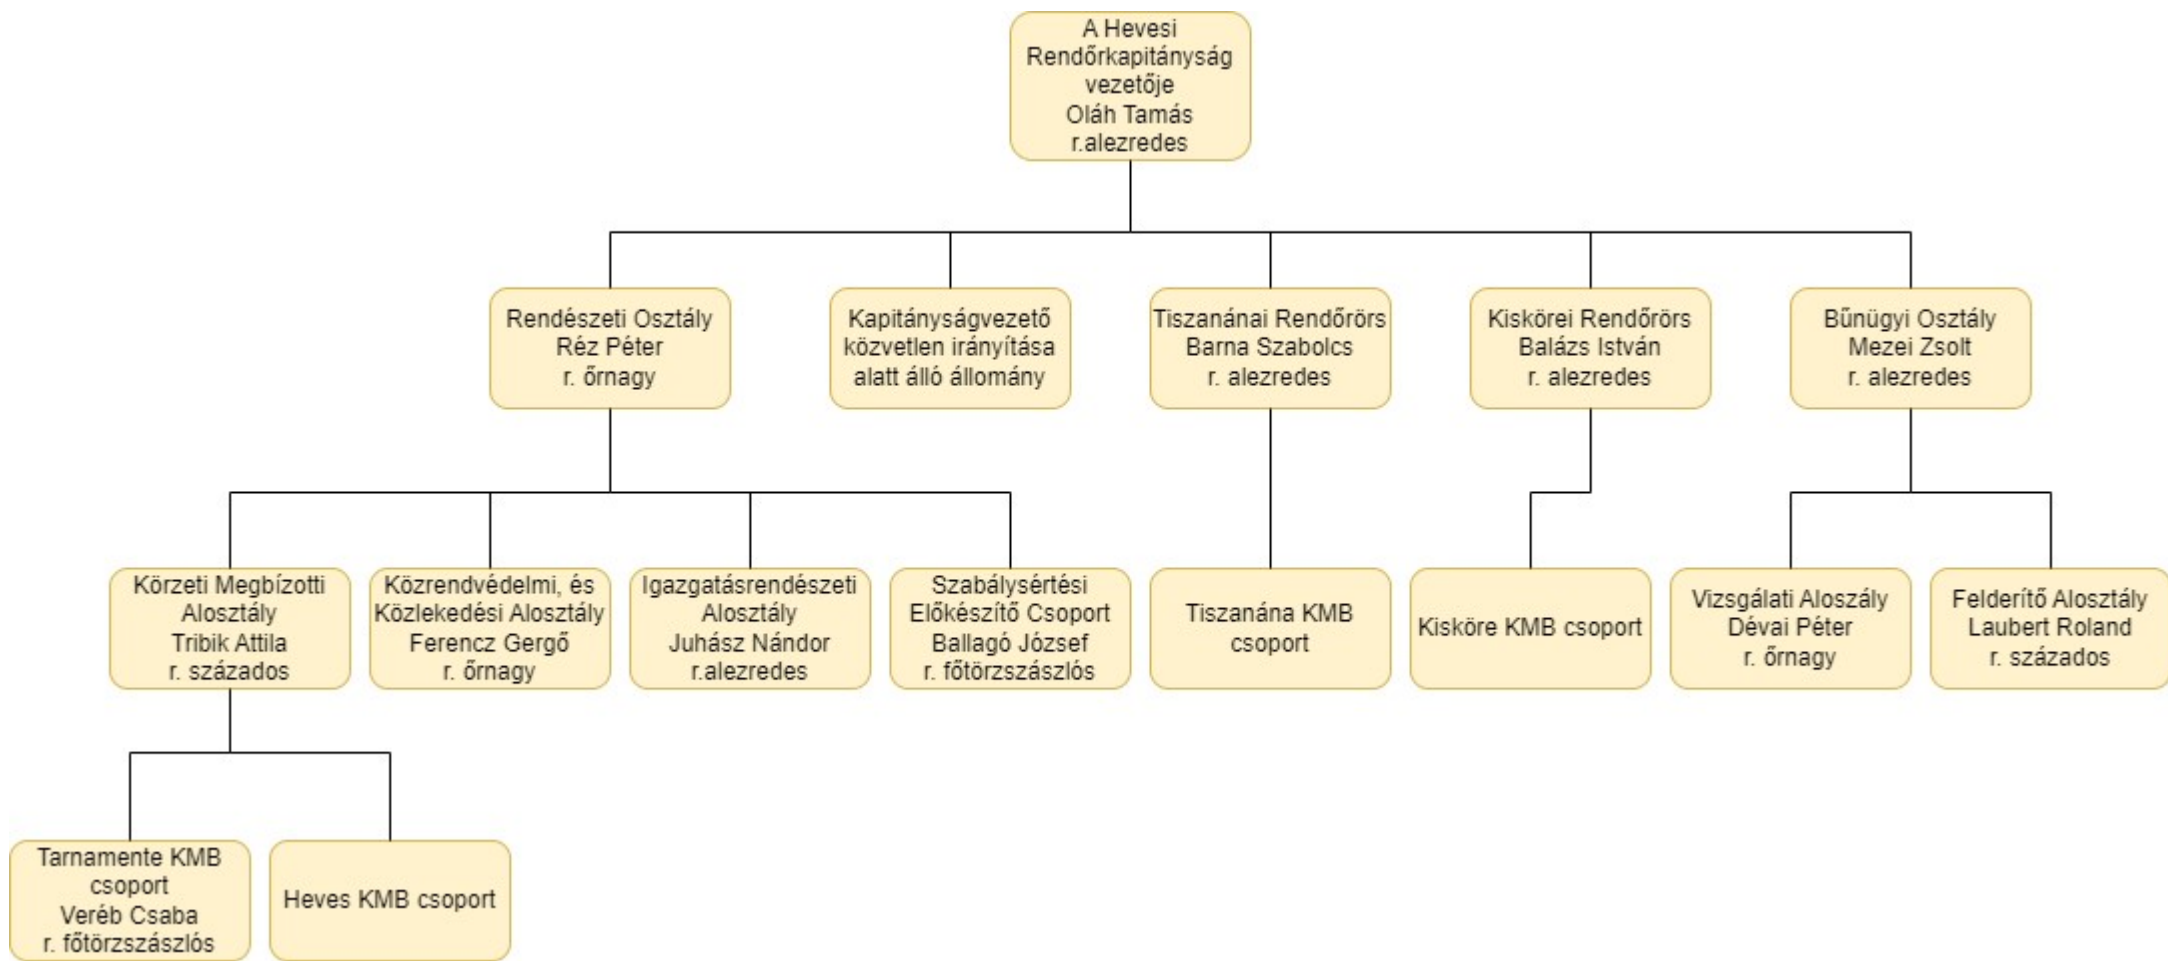 A Hevesi
Rendőrkapitányság
vezetője
Oláh Tamás
r.alezredes
Rendészeti Osztály
Réz Péter
r. őrnagy
Kapitányságvezető
közvetlen irányítása
alatt álló állomány
Tiszanánai Rendőrörs
Barna Szabolcs
r. alezredes
Kiskörei Rendőrörs
Balázs István
r. alezredes
Bűnügyi Osztály
Mezei Zsolt
r. alezredes
Körzeti Megbízotti
Alosztály
Tribik Attila
r. százados
Közrendvédelmi, és
Közlekedési Alosztály
Ferencz Gergő
r. őrnagy
Igazgatásrendészeti
Alosztály
Juhász Nándor
r.alezredes
Szabálysértési
Előkészítő Csoport
Ballagó József
r. főtörzszászlós
Tiszanána KMB
csoport
Kisköre KMB csoport
Vizsgálati Aloszály
Dévai Péter
r. őrnagy
Felderítő Alosztály
Laubert Roland
r. százados
Tarnamente KMB
csoport
Veréb Csaba
r. főtörzszászlós
Heves KMB csoport